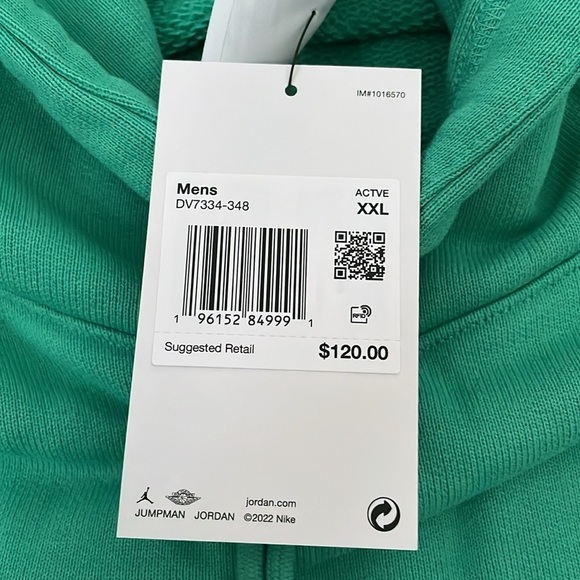 IM#1016570
Mens
DV7334-348
ACTVE
XXL
1 96152 84999 1
RFID
Suggested Retail
$120.00
jordan.com
JUMPMAN JORDAN ©2022 Nike